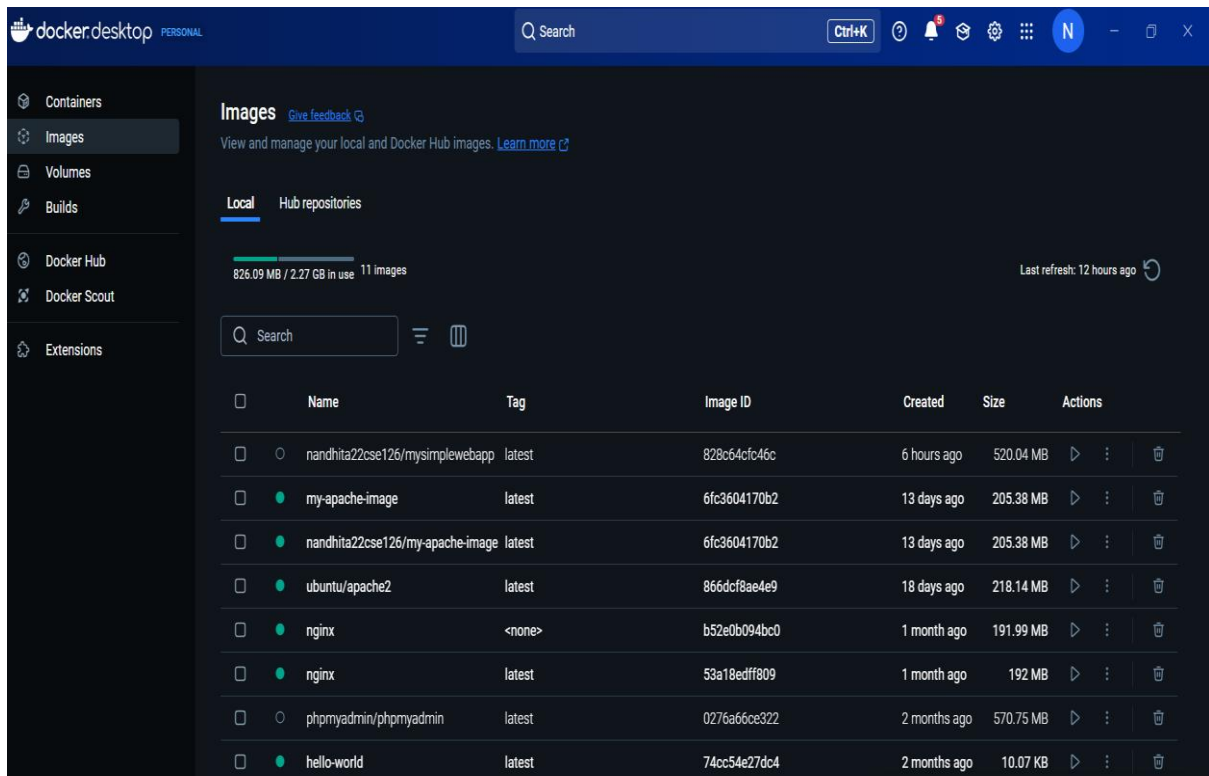 docker.desktop PERSONAL Search Ctrl+K 5 N
Containers
Images
Volumes
Builds
Docker Hub
Docker Scout
Extensions
Images Give feedback
View and manage your local and Docker Hub images. Learn more
Local Hub repositories
826.09 MB / 2.27 GB in use 11 images Last refresh: 12 hours ago
Search
Name Tag Image ID Created Size Actions
nandhita22cse126/mysimplewebapp latest 828c64cfc46c 6 hours ago 520.04 MB
my-apache-image latest 6fc3604170b2 13 days ago 205.38 MB
nandhita22cse126/my-apache-image latest 6fc3604170b2 13 days ago 205.38 MB
ubuntu/apache2 latest 866dcf8ae4e9 18 days ago 218.14 MB
nginx <none> b52e0b094bc0 1 month ago 191.99 MB
nginx latest 53a18edff809 1 month ago 192 MB
phpmyadmin/phpmyadmin latest 0276a66ce322 2 months ago 570.75 MB
hello-world latest 74cc54e27dc4 2 months ago 10.07 KB